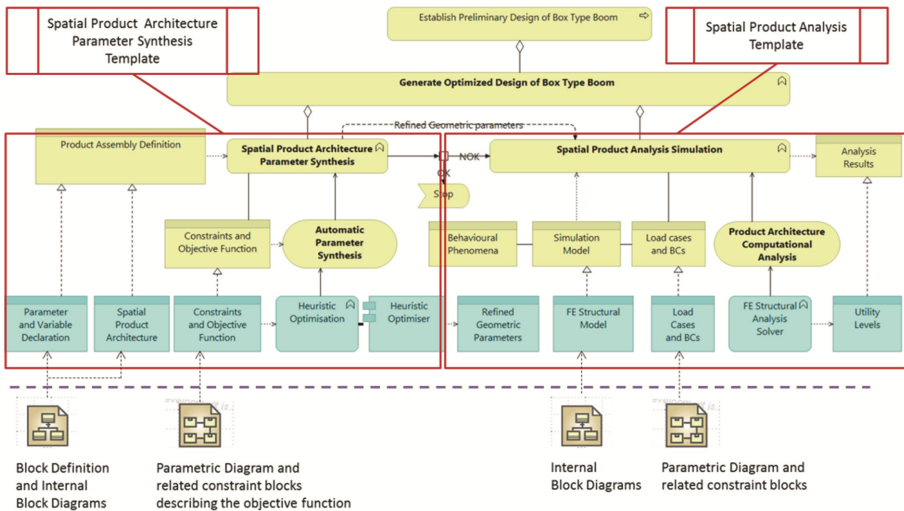 Spatial Product Architecture
Parameter Synthesis
Template
Establish Preliminary Design of Box Type Boom
Spatial Product Analysis
Template
Generate Optimized Design of Box Type Boom
Refined Geometric parameters
Product Assembly Definition
Spatial Product Architecture
Parameter Synthesis
NOK
OK
Stop
Spatial Product Analysis Simulation
Analysis
Results
Constraints and
Objective Function
Automatic
Parameter
Synthesis
Behavioural
Phenomena
Simulation
Model
Load cases
and BCs
Product Architecture
Computational
Analysis
Parameter
and Variable
Declaration
Spatial
Product
Architecture
Constraints
and Objective
Function
Heuristic
Optimisation
Heuristic
Optimiser
Refined
Geometric
Parameters
FE Structural
Model
Load
Cases
and BCs
FE Structural
Analysis
Solver
Utility
Levels
Block Definition
and Internal
Block Diagrams
Parametric Diagram and
related constraint blocks
describing the objective function
Internal
Block Diagrams
Parametric Diagram and
related constraint blocks